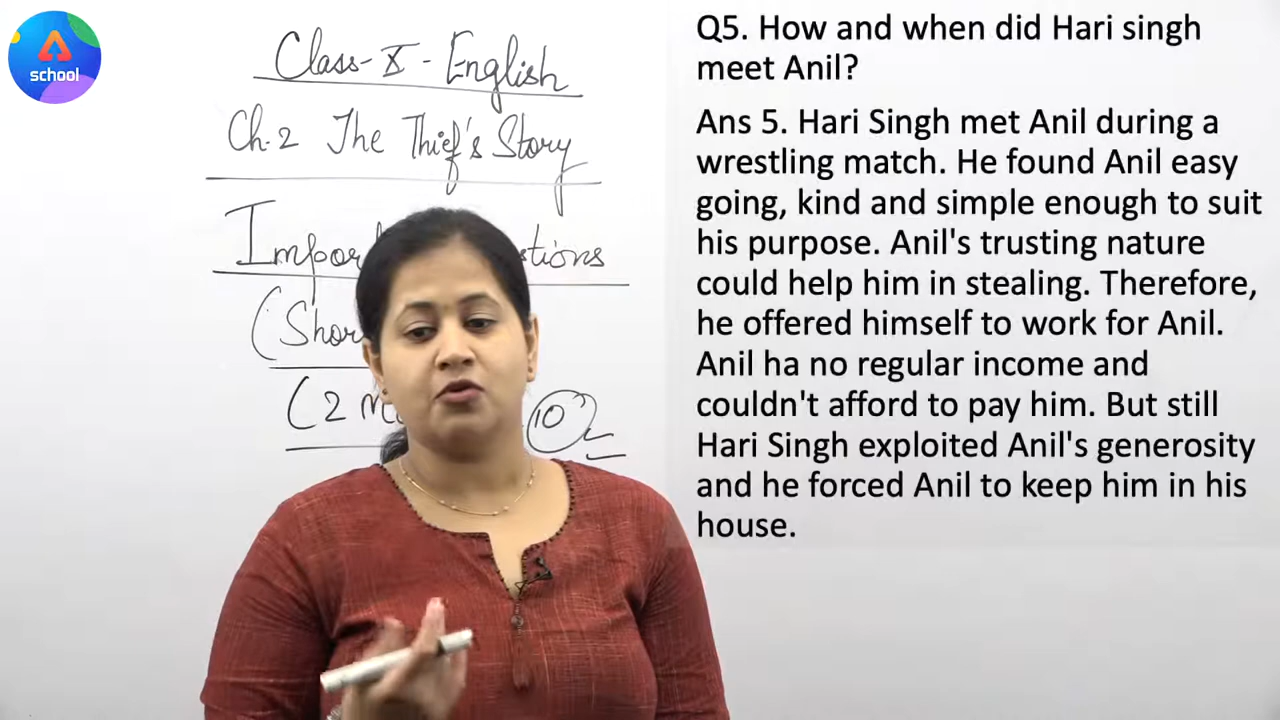 A
school
Class-X - English
Ch.2 The Thief's Story
Impor stions
(Shor
(2 M
10
Q5. How and when did Hari singh
meet Anil?
Ans 5. Hari Singh met Anil during a
wrestling match. He found Anil easy
going, kind and simple enough to suit
his purpose. Anil's trusting nature
could help him in stealing. Therefore,
he offered himself to work for Anil.
Anil ha no regular income and
couldn't afford to pay him. But still
Hari Singh exploited Anil's generosity
and he forced Anil to keep him in his
house.